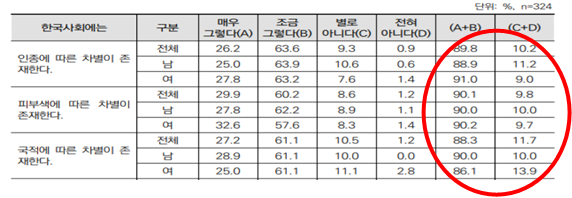 단위: %, n=324
한국사회에는 구분 매우 그렇다(A) 조금 그렇다(B) 별로 아니다(C) 전혀 아니다(D) (A+B) (C+D)
인종에 따른 차별이 존재한다. 전체 26.2 63.6 9.3 0.9 89.8 10.2
남 25.0 63.9 10.6 0.6 88.9 11.2
여 27.8 63.2 7.6 1.4 91.0 9.0
피부색에 따른 차별이 존재한다. 전체 29.9 60.2 8.6 1.2 90.1 9.8
남 27.8 62.2 8.9 1.1 90.0 10.0
여 32.6 57.6 8.3 1.4 90.2 9.7
국적에 따른 차별이 존재한다. 전체 27.2 61.1 10.5 1.2 88.3 11.7
남 28.9 61.1 10.0 0.0 90.0 10.0
여 25.0 61.1 11.1 2.8 86.1 13.9